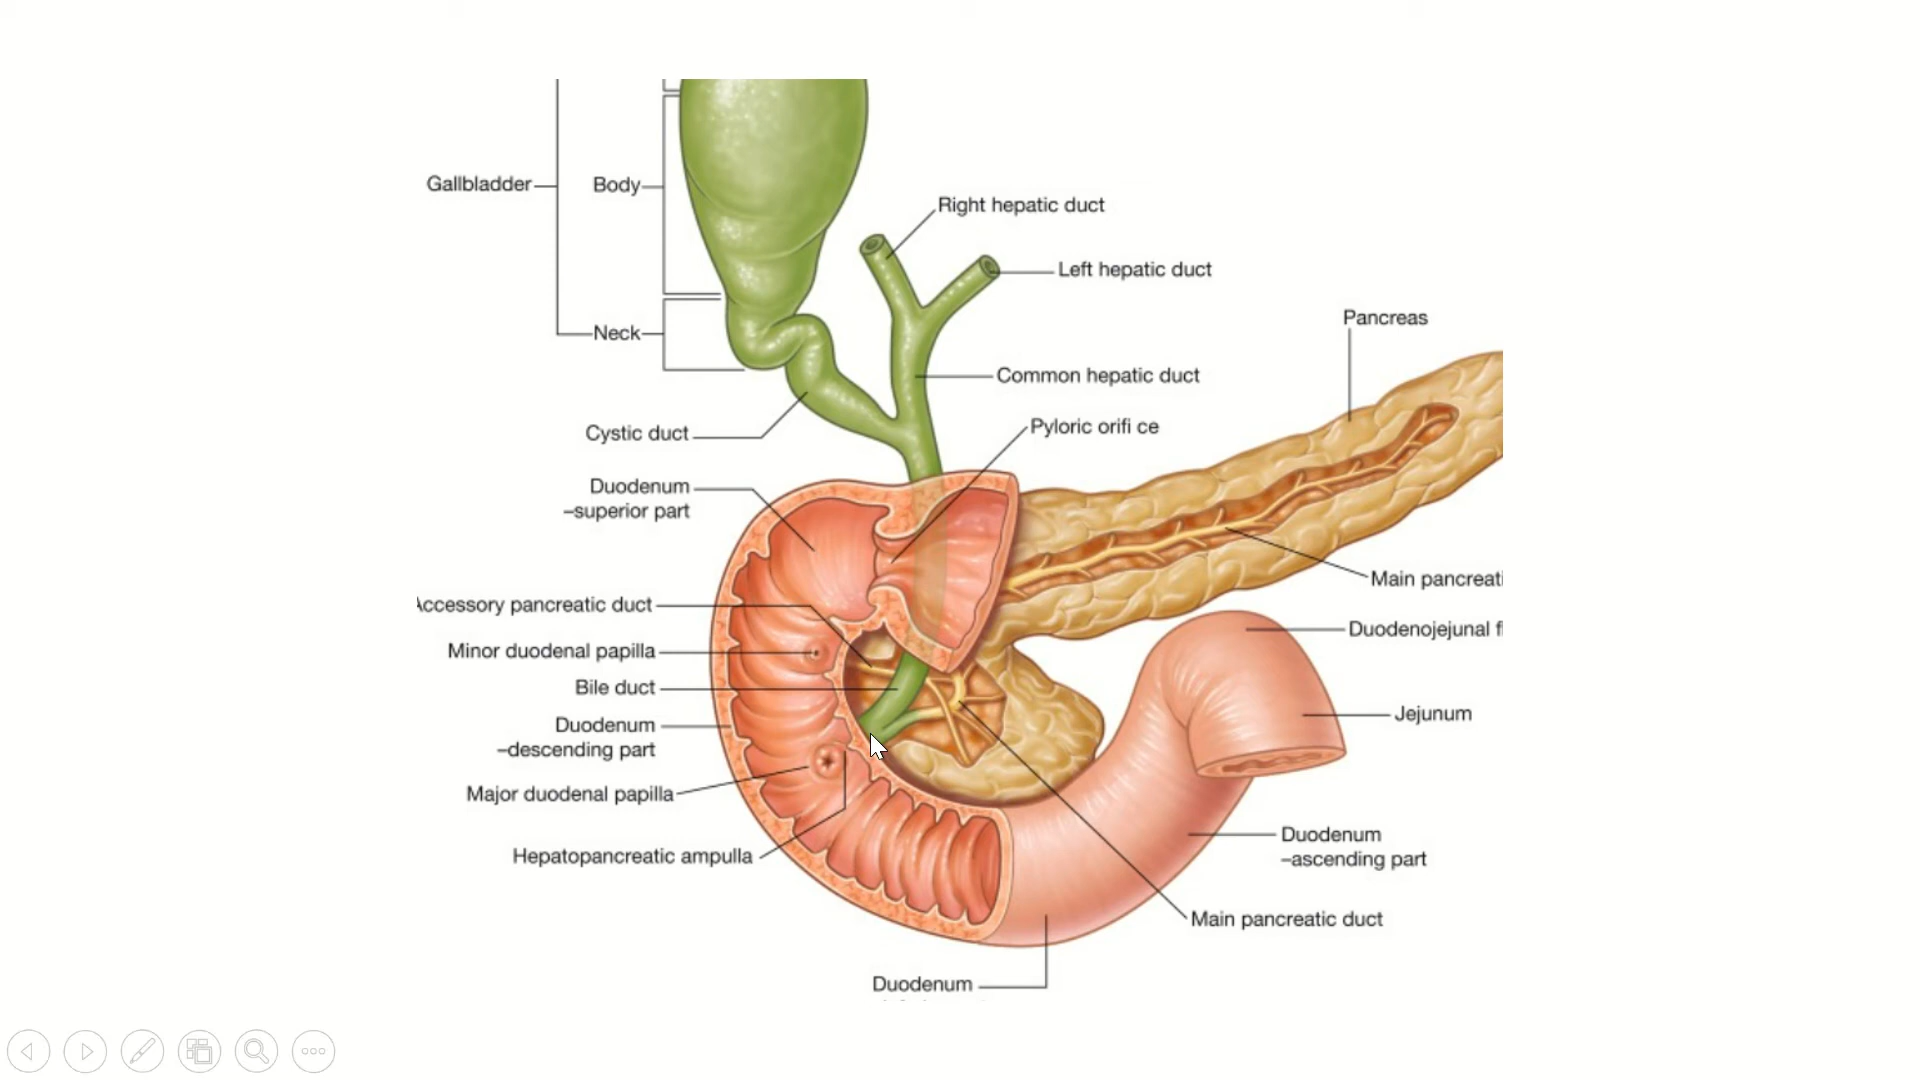 Gallbladder
Body
Right hepatic duct
Left hepatic duct
Pancreas
Neck
Common hepatic duct
Pyloric orifi ce
Cystic duct
Duodenum
–superior part
Main pancreati
Accessory pancreatic duct
Duodenojejunal fl
Minor duodenal papilla
Bile duct
Jejunum
Duodenum
–descending part
Major duodenal papilla
Duodenum
–ascending part
Hepatopancreatic ampulla
Main pancreatic duct
Duodenum